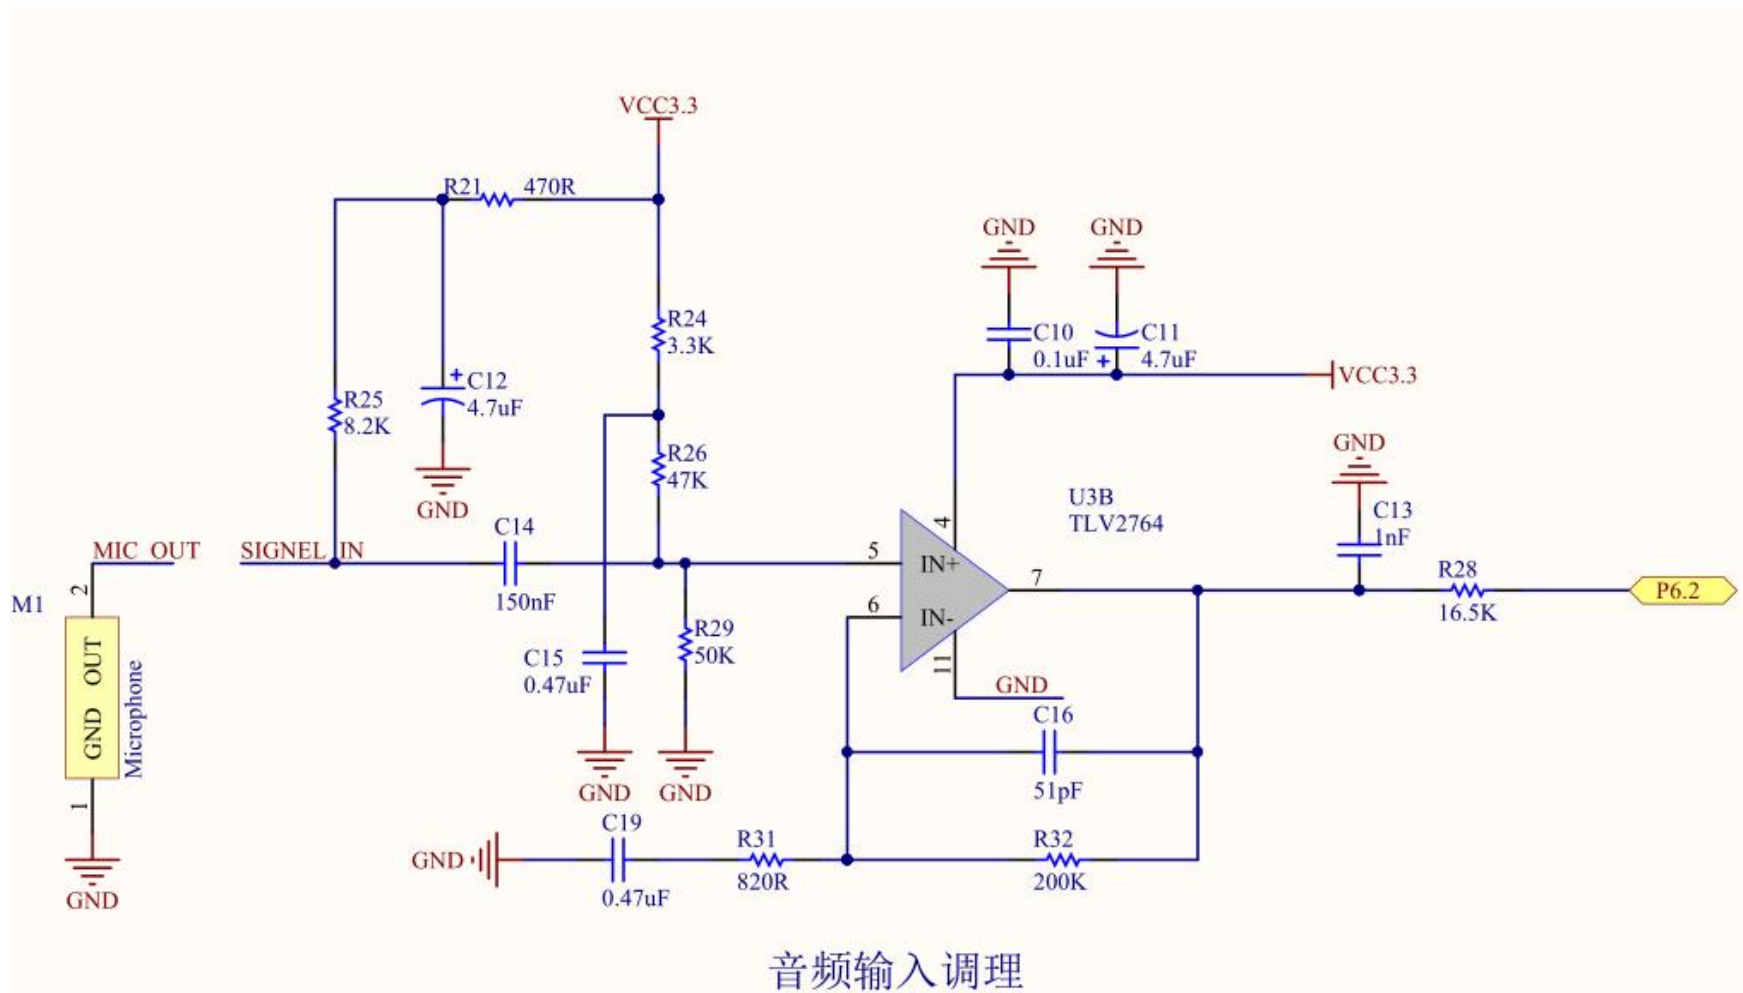 VCC3.3
R21 470R
GND GND
R24
3.3K
C10
0.1uF
C11
4.7uF
+
VCC3.3
+
C12
4.7uF
R25
8.2K
GND
R26
47K
GND
C13
1nF
U3B
TLV2764
C14
150nF
MIC_OUT
SIGNEL_IN
5
IN+
4
7
6
IN-
11
GND
R28
16.5K
P6.2
M1
2
GND OUT
Microphone
1
GND
C15
0.47uF
R29
50K
GND GND
C16
51pF
GND
C19
0.47uF
R31
820R
R32
200K
音频输入调理